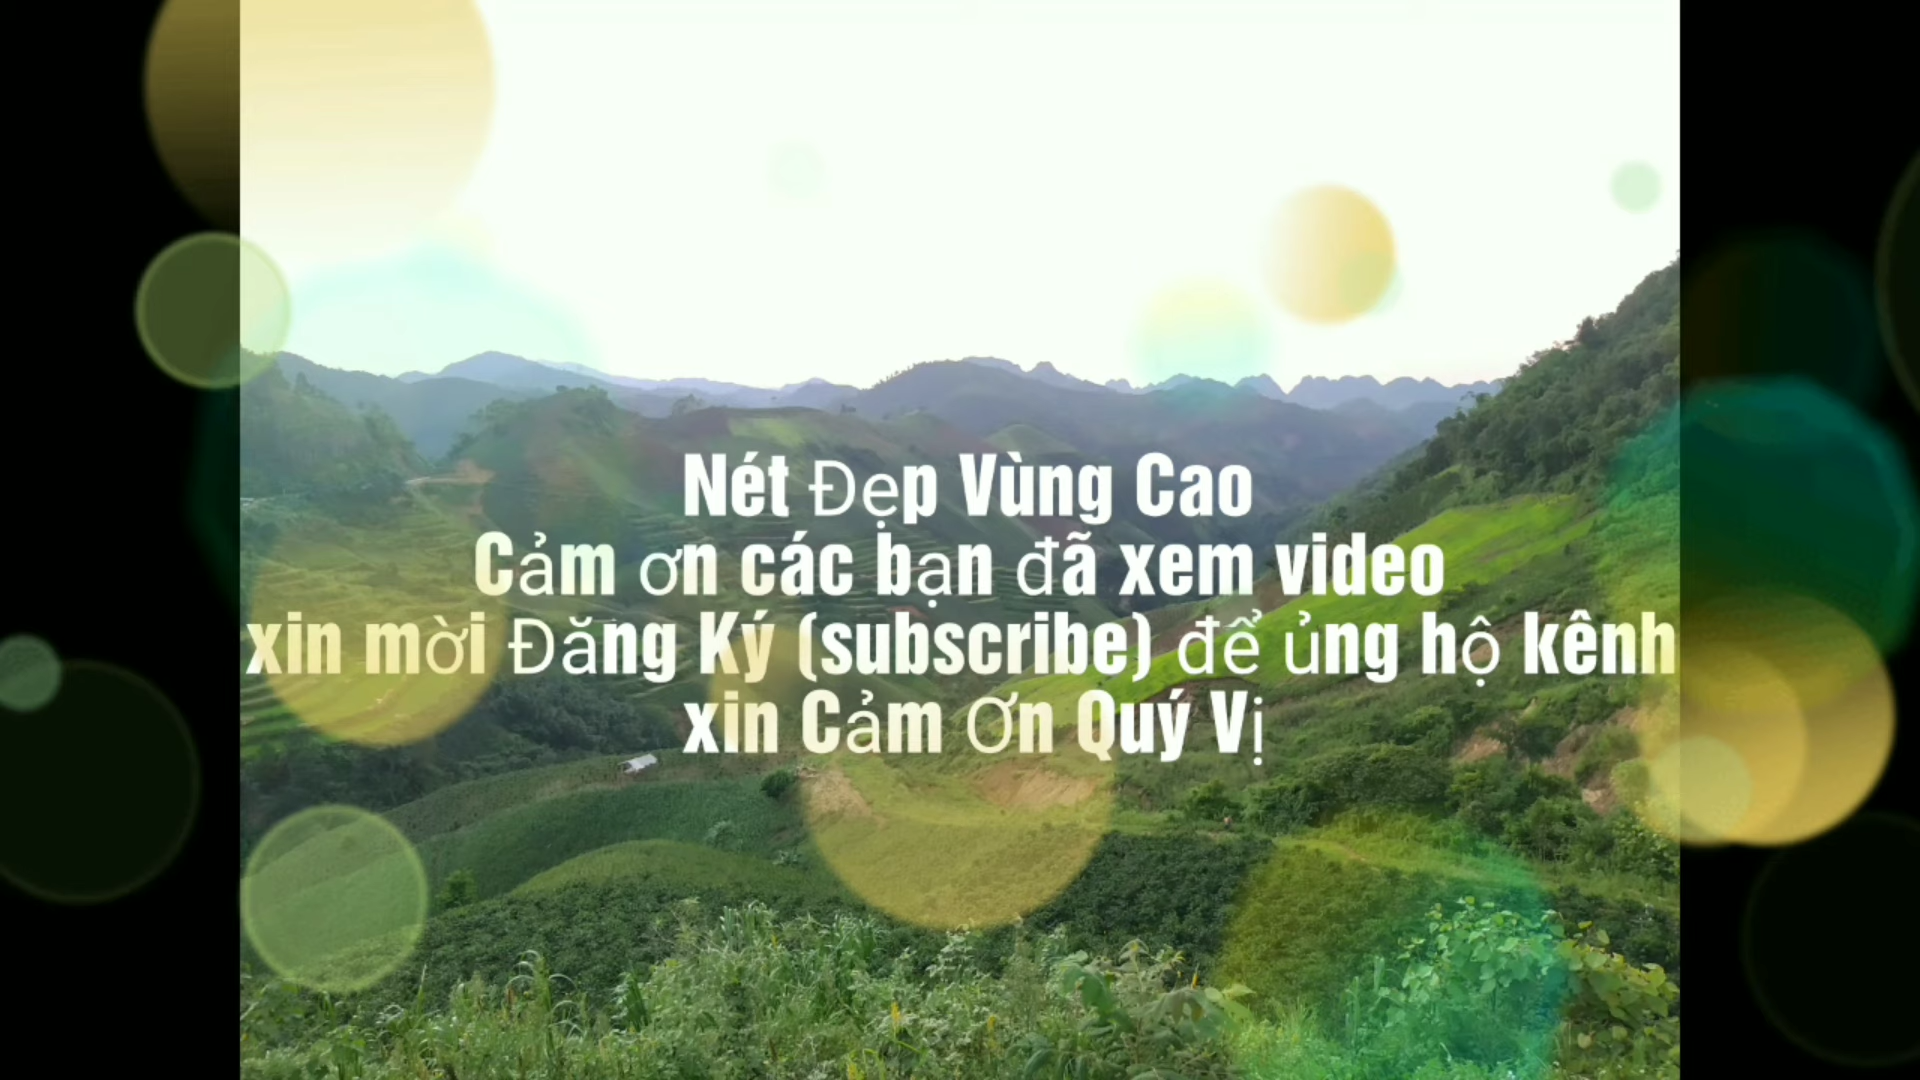 Nét Đẹp Vùng Cao
Cảm ơn các bạn đã xem video
xin mời Đăng Ký (subscribe) để ủng hộ kênh
xin Cảm Ơn Quý Vị